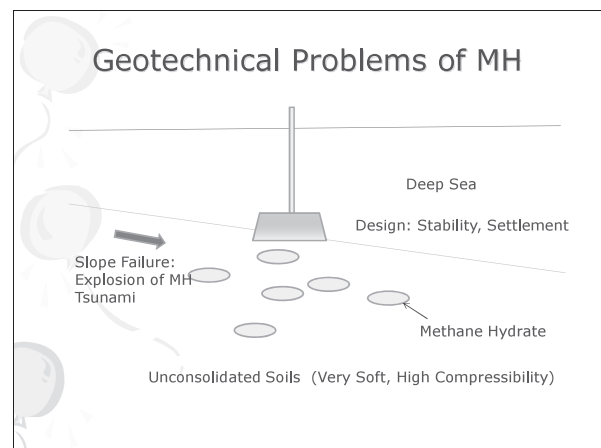 Geotechnical Problems of MH
Deep Sea
Design: Stability, Settlement
Slope Failure:
Explosion of MH
Tsunami
Methane Hydrate
Unconsolidated Soils (Very Soft, High Compressibility)